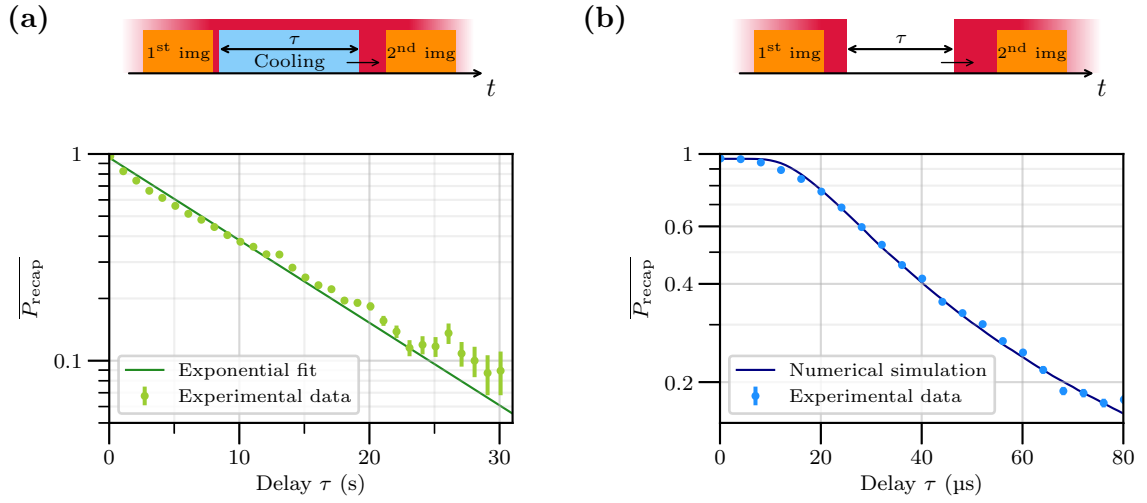 (a)
1st img
τ
Cooling
2nd img
t
1
0.1
P_recap
Exponential fit
Experimental data
0
10
20
30
Delay τ (s)
(b)
1st img
τ
2nd img
t
1
0.6
0.4
0.2
P_recap
Numerical simulation
Experimental data
0
20
40
60
80
Delay τ (µs)